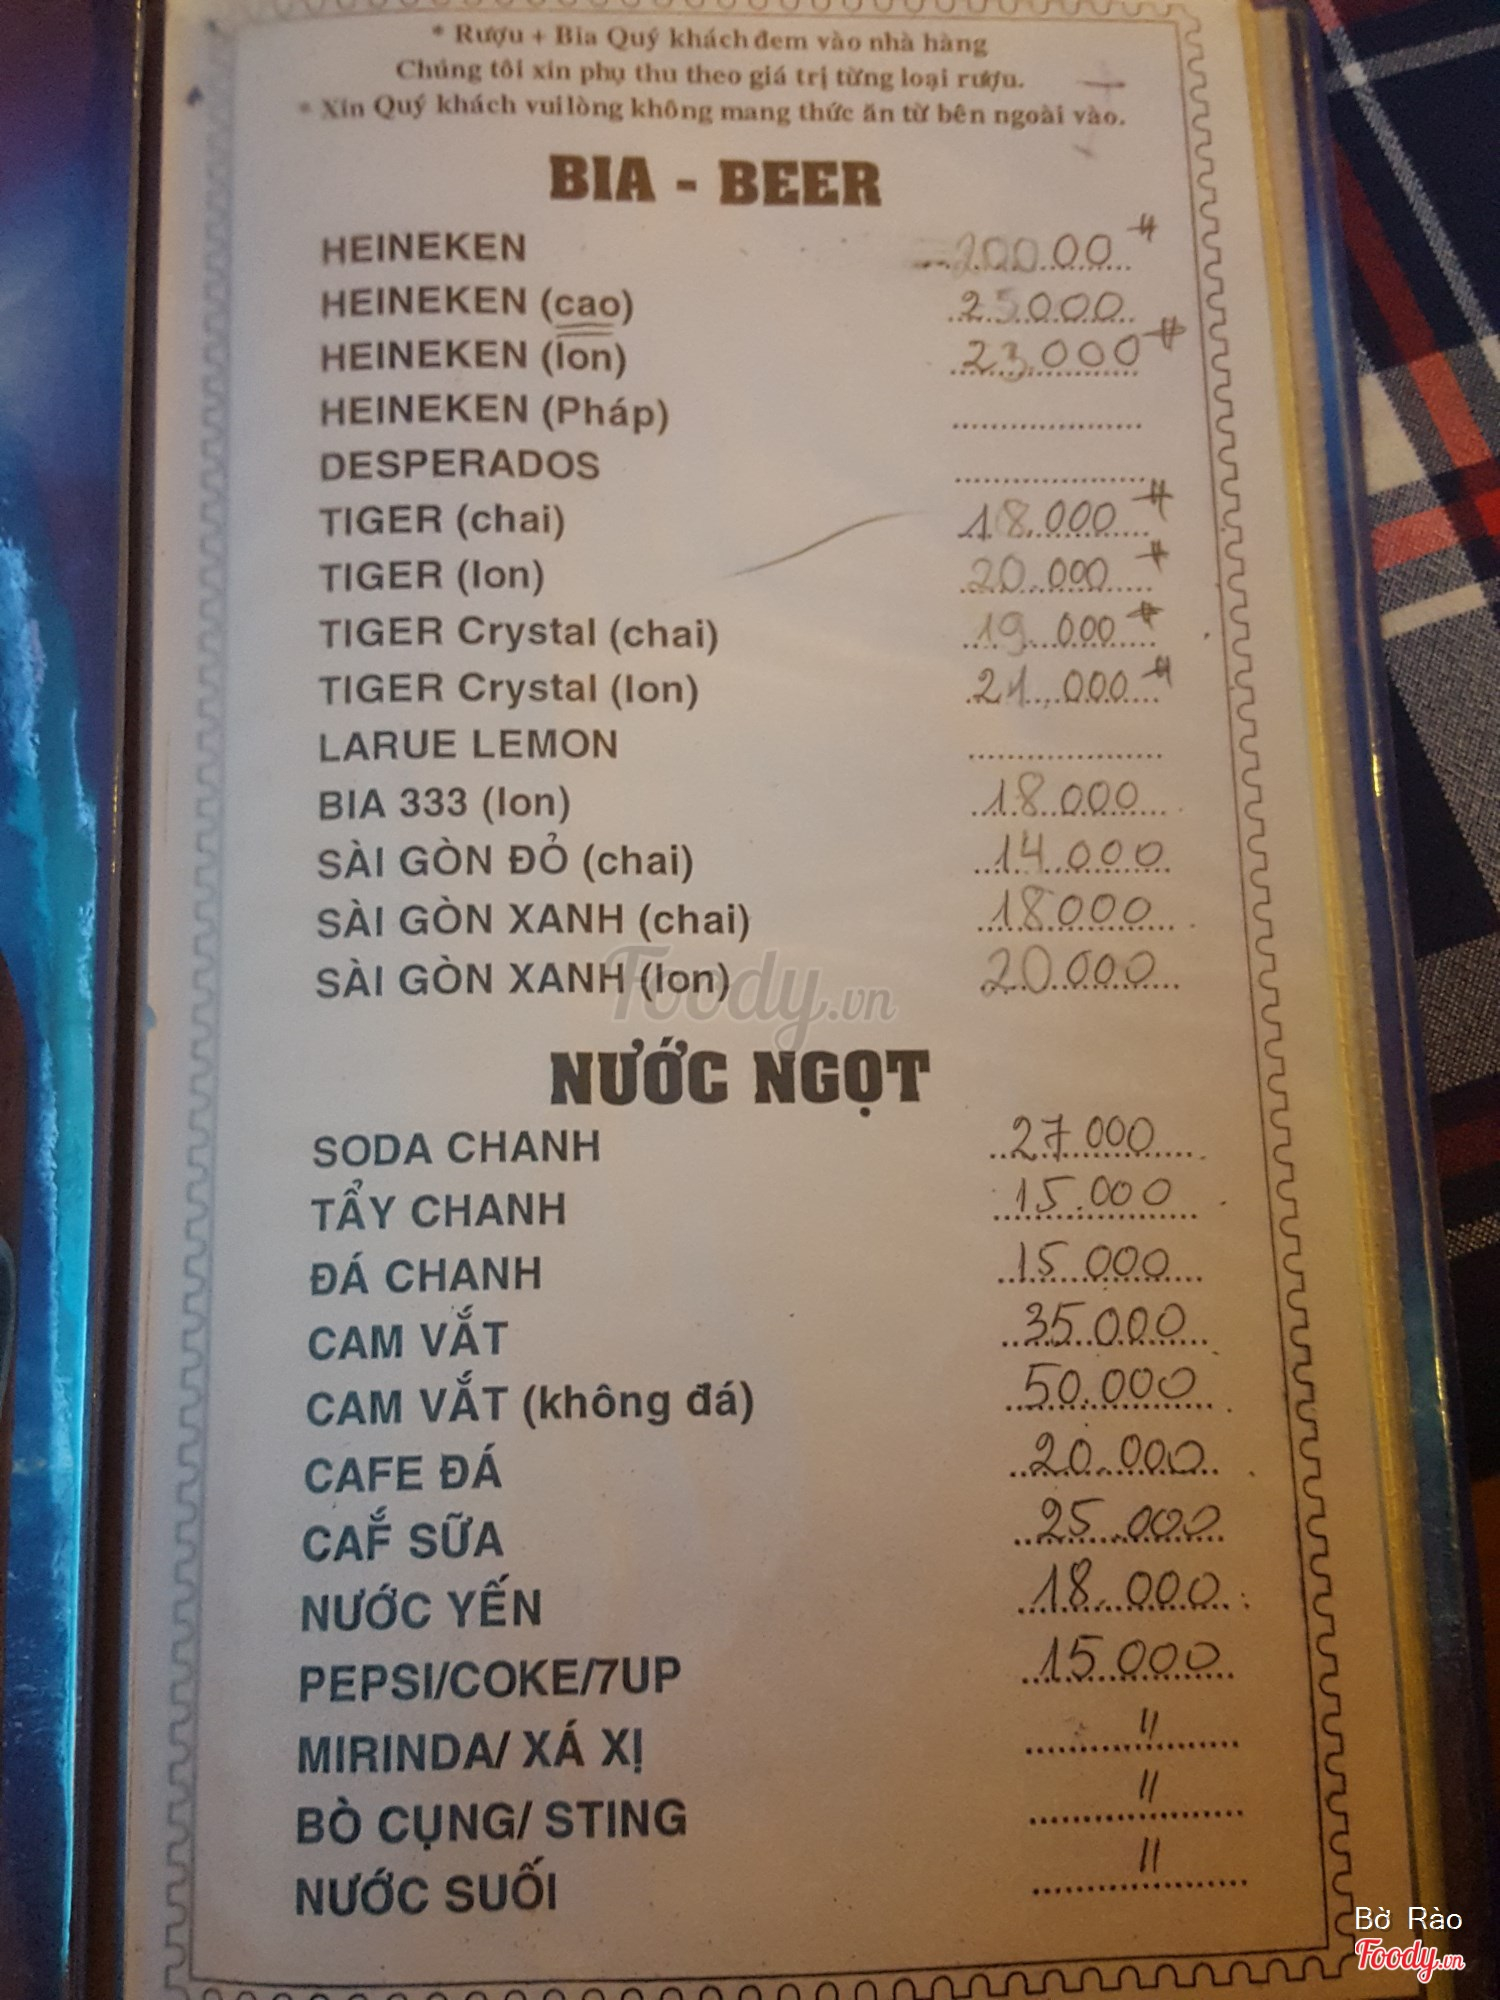 * Rượu + Bia Quý khách đem vào nhà hàng
Chúng tôi xin phụ thu theo giá trị từng loại rượu.
* Xin Quý khách vui lòng không mang thức ăn từ bên ngoài vào.
BIA - BEER
HEINEKEN
HEINEKEN (cao) 25000
HEINEKEN (lon) 23.000 #
HEINEKEN (Pháp) ....................
DESPERADOS ....................
TIGER (chai) 18.000 #
TIGER (lon) 20.000 #
TIGER Crystal (chai) 19.000 #
TIGER Crystal (lon) 21.000 #
LARUE LEMON ....................
BIA 333 (lon) 18.000
SÀI GÒN ĐỎ (chai) 14.000
SÀI GÒN XANH (chai) 18000
SÀI GÒN XANH (lon) 20.000
Foody.vn
NƯỚC NGỌT
SODA CHANH 27.000
TẨY CHANH 15.000
ĐÁ CHANH 15.000
CAM VẮT 35.000
CAM VẮT (không đá) 50.000
CAFE ĐÁ 20.000
CAF́̆ SỮA 25.000
NƯỚC YẾN 18.000
PEPSI/COKE/7UP 15.000
MIRINDA/ XÁ XỊ "
BÒ CỤNG/ STING "
NƯỚC SUỐI "
Bờ Rào
Foody.vn